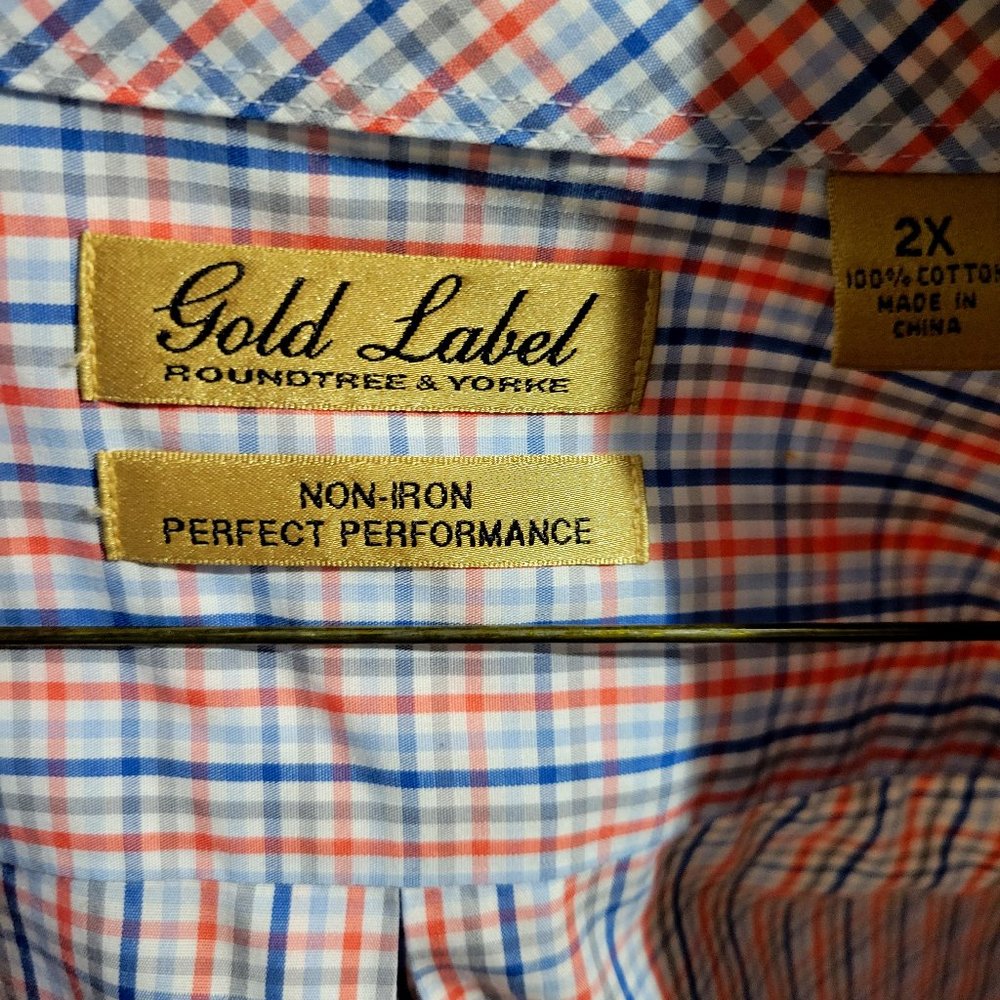 Gold Label
ROUNDTREE & YORKE
NON-IRON
PERFECT PERFORMANCE
2X
100% COTTON
MADE IN
CHINA